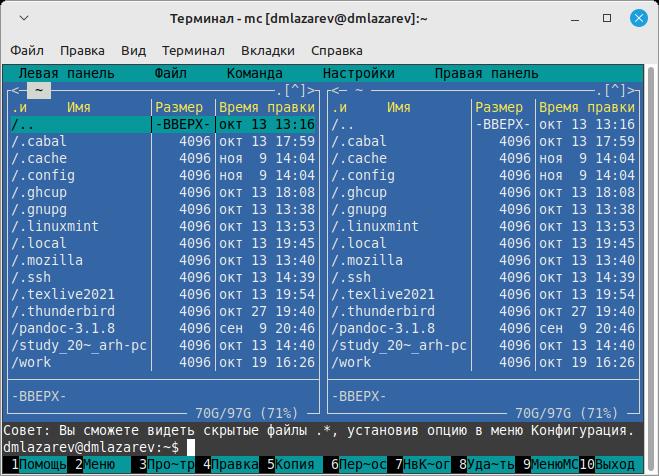 Терминал - mc [dmlazarev@dmlazarev]:~
Файл Правка Вид Терминал Вкладки Справка
Левая панель Файл Команда Настройки Правая панель
<─ ~ ─.[^]> <─ ~ ─.[^]>
.и Имя Размер Время правки .и Имя Размер Время правки
/.. -ВВЕРХ- окт 13 13:16 /.. -ВВЕРХ- окт 13 13:16
/.cabal 4096 окт 13 17:59 /.cabal 4096 окт 13 17:59
/.cache 4096 ноя 9 14:04 /.cache 4096 ноя 9 14:04
/.config 4096 ноя 9 14:04 /.config 4096 ноя 9 14:04
/.ghcup 4096 окт 13 18:08 /.ghcup 4096 окт 13 18:08
/.gnupg 4096 окт 13 13:38 /.gnupg 4096 окт 13 13:38
/.linuxmint 4096 окт 13 13:53 /.linuxmint 4096 окт 13 13:53
/.local 4096 окт 13 19:45 /.local 4096 окт 13 19:45
/.mozilla 4096 окт 13 13:40 /.mozilla 4096 окт 13 13:40
/.ssh 4096 окт 13 14:39 /.ssh 4096 окт 13 14:39
/.texlive2021 4096 окт 13 19:54 /.texlive2021 4096 окт 13 19:54
/.thunderbird 4096 окт 27 19:40 /.thunderbird 4096 окт 27 19:40
/pandoc-3.1.8 4096 сен 9 20:46 /pandoc-3.1.8 4096 сен 9 20:46
/study_20~_arh-pc 4096 окт 13 14:40 /study_20~_arh-pc 4096 окт 13 14:40
/work 4096 окт 19 16:26 /work 4096 окт 19 16:26
-ВВЕРХ- -ВВЕРХ-
70G/97G (71%) 70G/97G (71%)
Совет: Вы сможете видеть скрытые файлы .*, установив опцию в меню Конфигурация.
dmlazarev@dmlazarev:~$
1Помощь 2Меню 3Про~тр 4Правка 5Копия 6Пер~ос 7НвК~ог 8Уда~ть 9МенюМС 10Выход